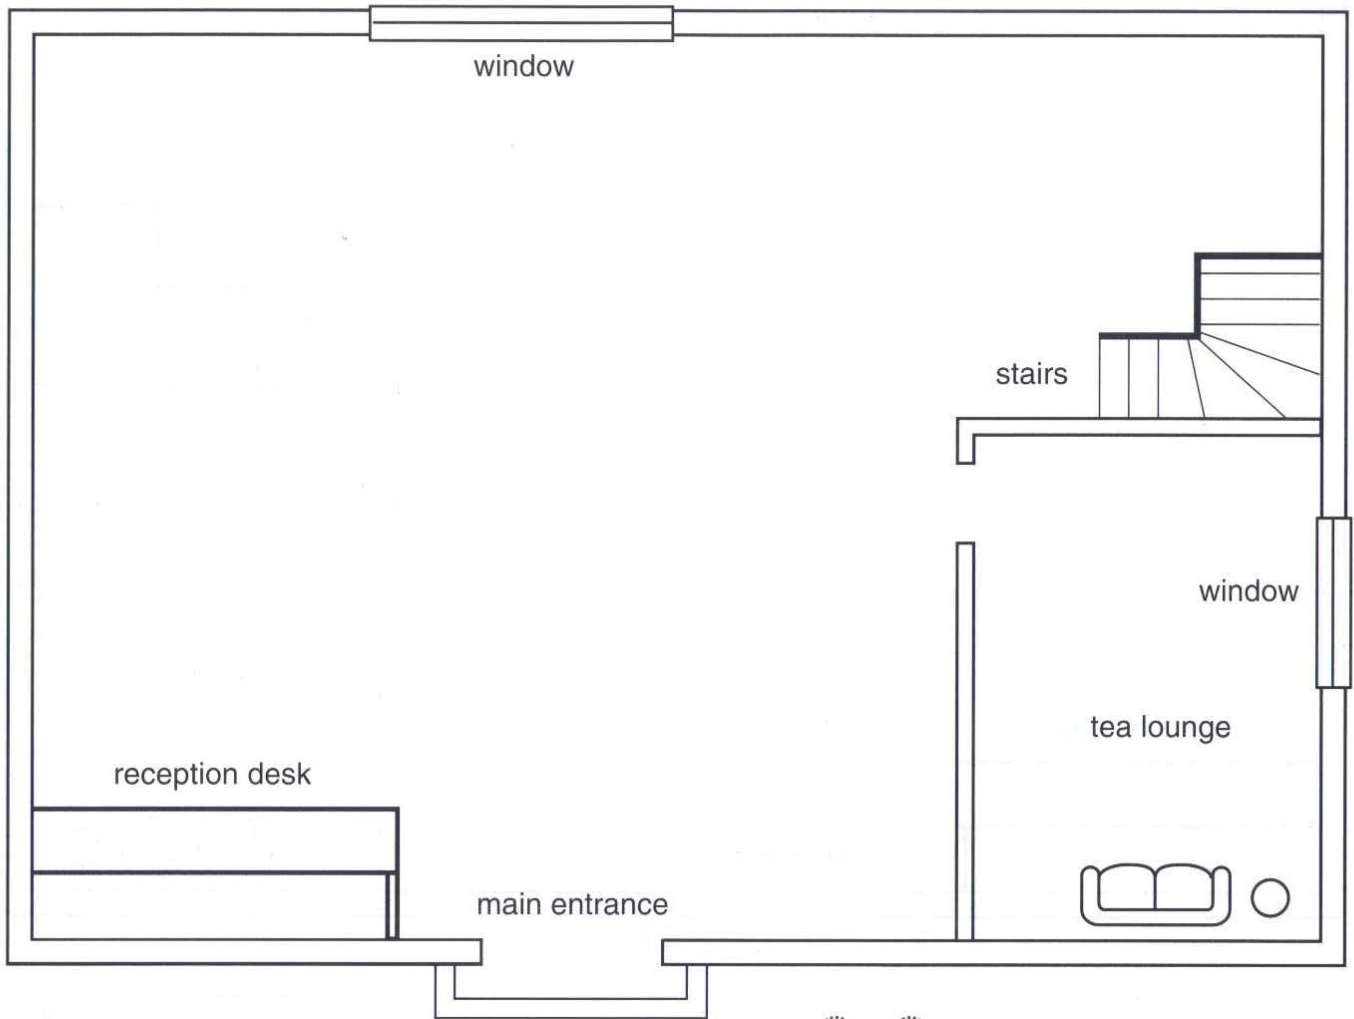 window
stairs
window
tea lounge
reception desk
main entrance